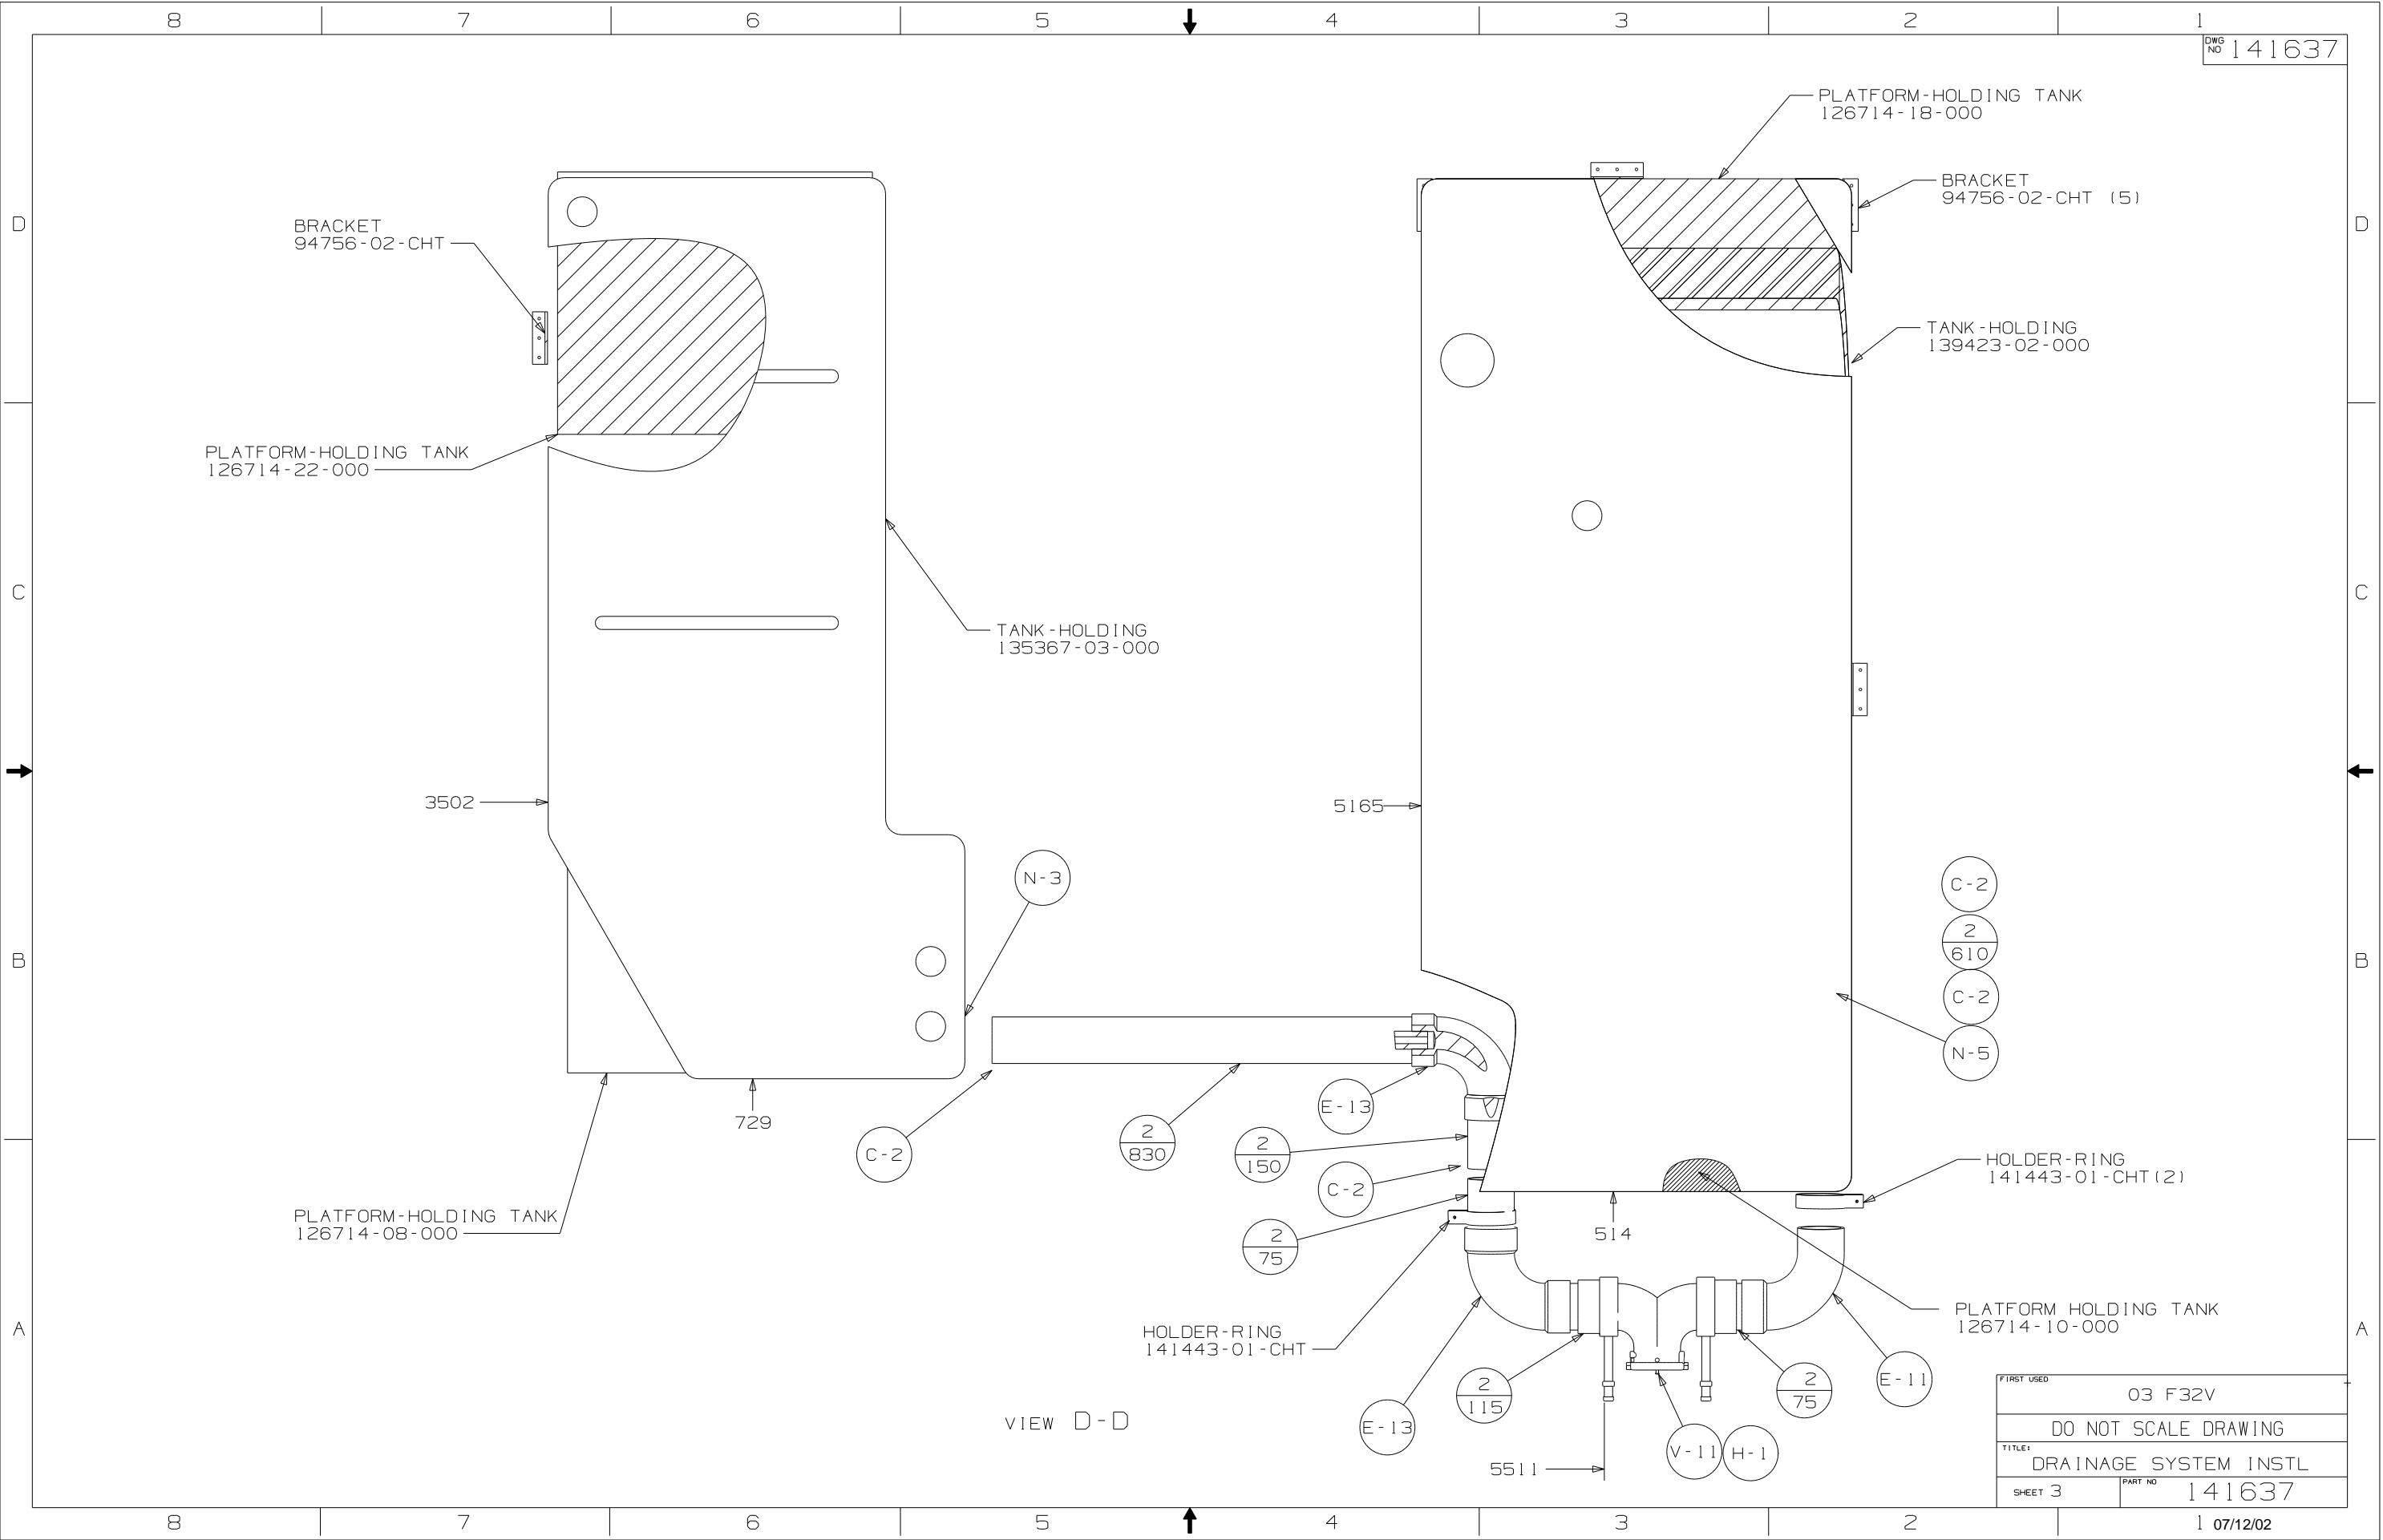 8 7 6 5 4 3 2 1
DWG NO 141637
PLATFORM-HOLDING TANK
126714-18-000
BRACKET
94756-02-CHT (5)
D
BRACKET
94756-02-CHT
D
TANK-HOLDING
139423-02-000
PLATFORM-HOLDING TANK
126714-22-000
C
C
TANK-HOLDING
135367-03-000
3502
5165
N-3
C-2
2
610
C-2
N-5
B
B
E-13
729
C-2
2
830
2
150
C-2
HOLDER-RING
141443-01-CHT(2)
PLATFORM-HOLDING TANK
126714-08-000
2
75
514
A
HOLDER-RING
141443-01-CHT
PLATFORM HOLDING TANK
126714-10-000
A
2
115
2
75
E-11
VIEW D-D
E-13
V-11
H-1
5511
FIRST USED
03 F32V
DO NOT SCALE DRAWING
TITLE:
DRAINAGE SYSTEM INSTL
SHEET 3
PART NO 141637
8 7 6 5 4 3 2 1
07/12/02